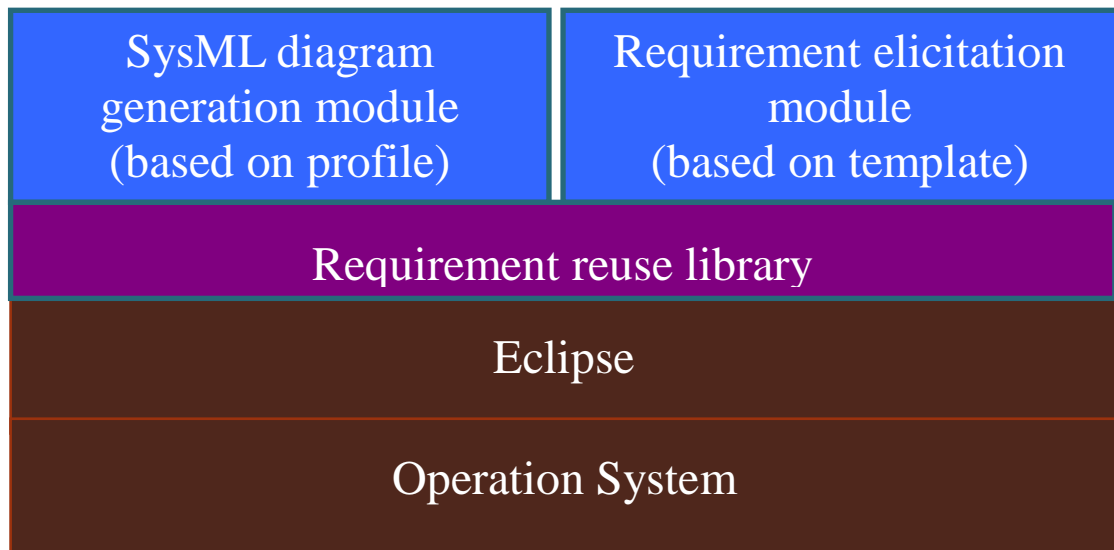 SysML diagram
generation module
(based on profile)
Requirement elicitation
module
(based on template)
Requirement reuse library
Eclipse
Operation System